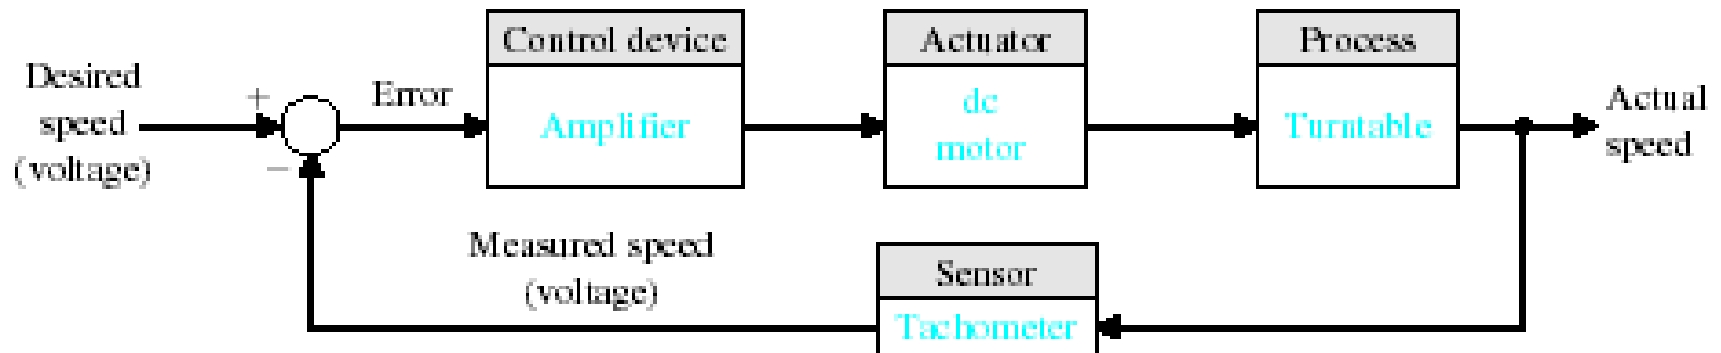 Desired
speed
(voltage)
+
−
Error
Control device
Amplifier
Actuator
dc
motor
Process
Turntable
Actual
speed
Measured speed
(voltage)
Sensor
Tachometer